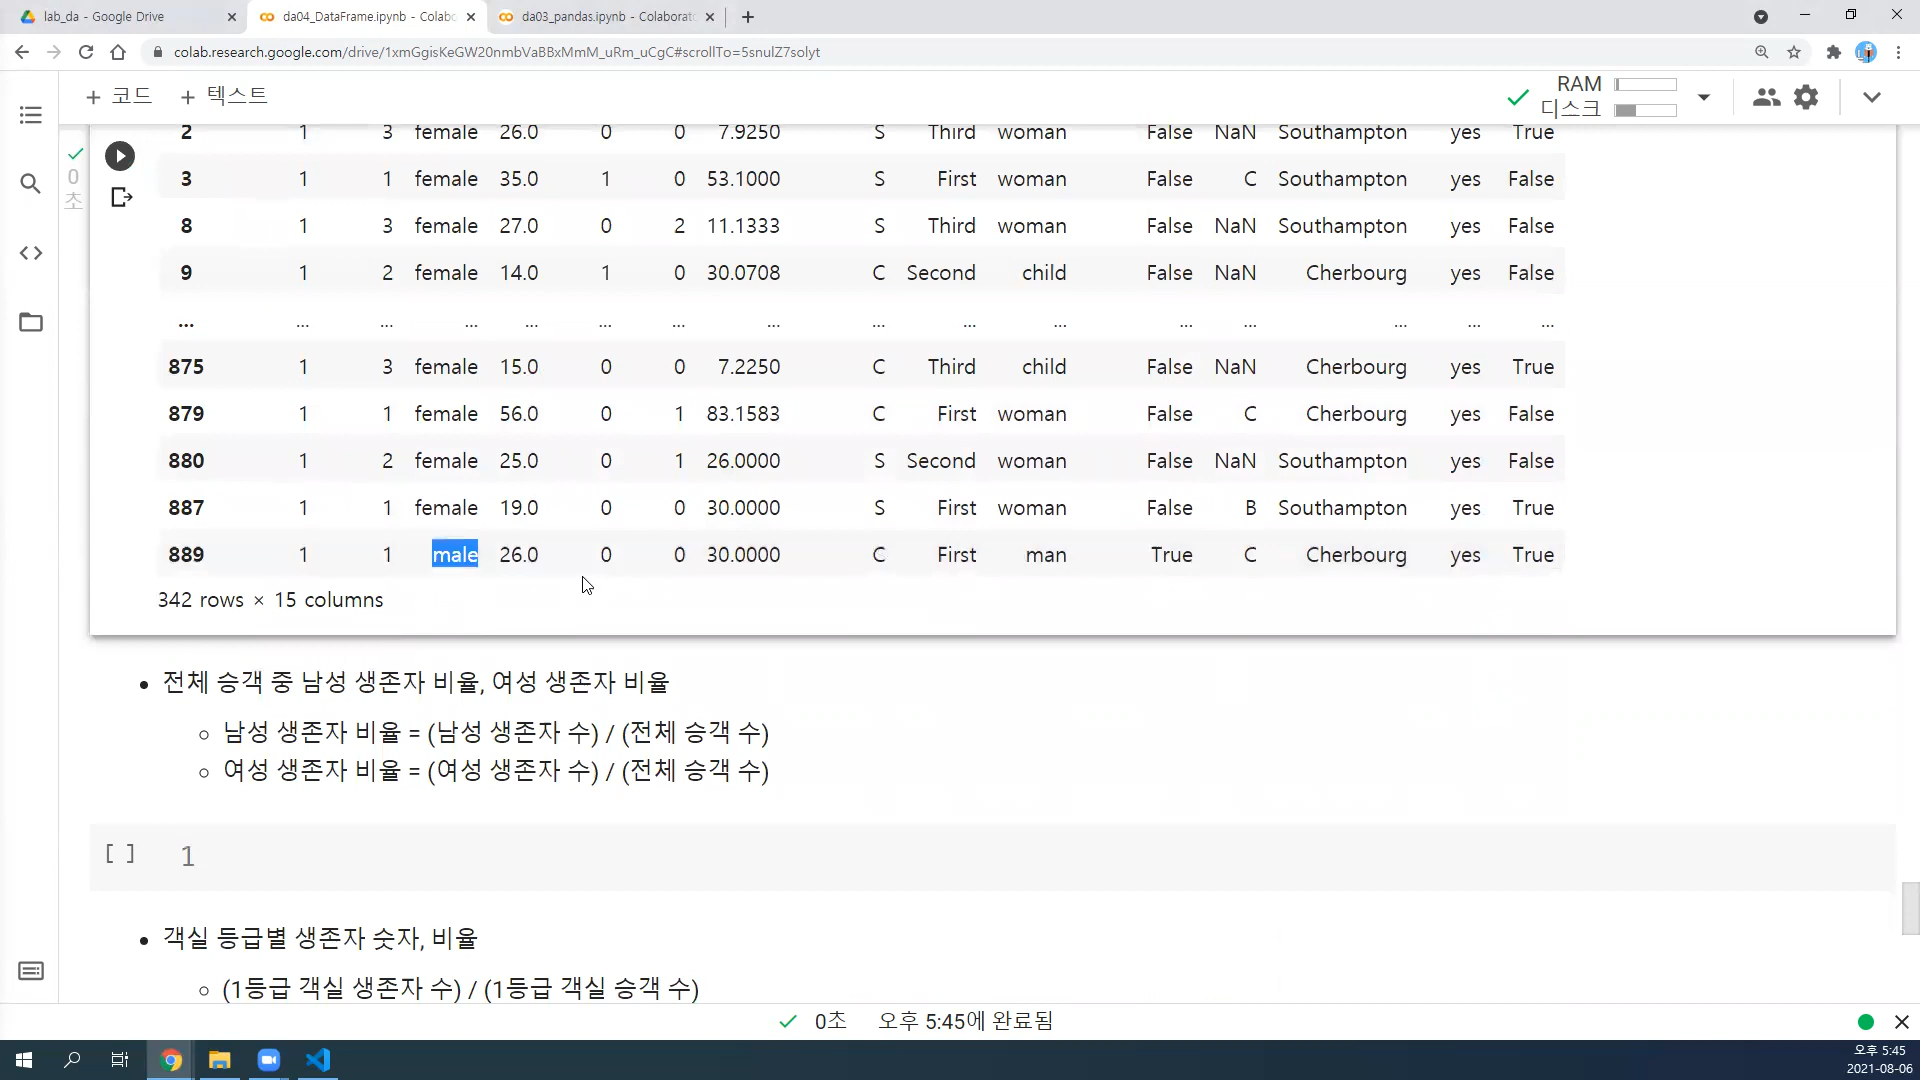 lab_da - Google Drive
da04_DataFrame.ipynb - Colabo
da03_pandas.ipynb - Colaborato
colab.research.google.com/drive/1xmGgisKeGW20nmbVaBBxMmM_uRm_uCgC#scrollTo=5snulZ7solyt
+ 코드 + 텍스트
RAM
디스크
2 1 3 female 26.0 0 0 7.9250 S Third woman False NaN Southampton yes True
0
초
3 1 1 female 35.0 1 0 53.1000 S First woman False C Southampton yes False
8 1 3 female 27.0 0 2 11.1333 S Third woman False NaN Southampton yes False
9 1 2 female 14.0 1 0 30.0708 C Second child False NaN Cherbourg yes False
... ... ... ... ... ... ... ... ... ... ... ... ... ... ... ...
875 1 3 female 15.0 0 0 7.2250 C Third child False NaN Cherbourg yes True
879 1 1 female 56.0 0 1 83.1583 C First woman False C Cherbourg yes False
880 1 2 female 25.0 0 1 26.0000 S Second woman False NaN Southampton yes False
887 1 1 female 19.0 0 0 30.0000 S First woman False B Southampton yes True
889 1 1 male 26.0 0 0 30.0000 C First man True C Cherbourg yes True
342 rows × 15 columns
• 전체 승객 중 남성 생존자 비율, 여성 생존자 비율
◦ 남성 생존자 비율 = (남성 생존자 수) / (전체 승객 수)
◦ 여성 생존자 비율 = (여성 생존자 수) / (전체 승객 수)
[ ] 1
• 객실 등급별 생존자 숫자, 비율
◦ (1등급 객실 생존자 수) / (1등급 객실 승객 수)
0초 오후 5:45에 완료됨
오후 5:45
2021-08-06